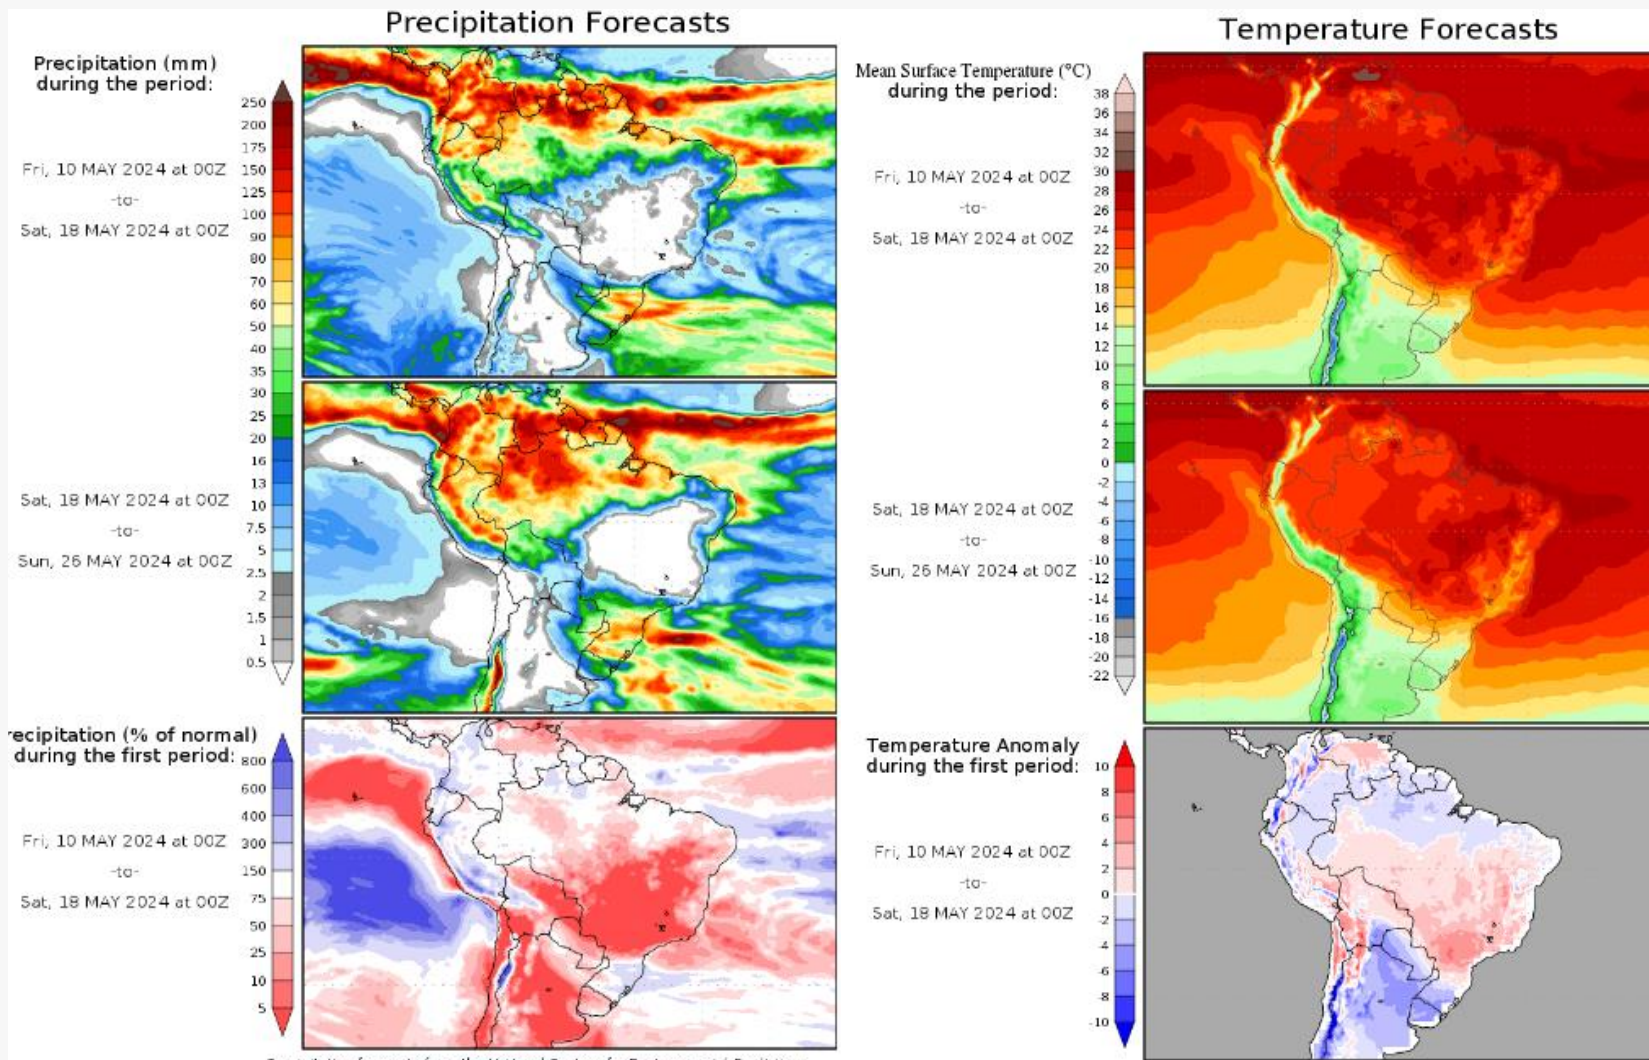 Precipitation Forecasts
Precipitation (mm)
during the period:
250
200
175
150
125
100
90
80
70
60
50
40
35
30
25
20
16
13
10
7.5
5
2.5
2
1.5
1
0.5
Fri, 10 MAY 2024 at 00Z
-to-
Sat, 18 MAY 2024 at 00Z
Sat, 18 MAY 2024 at 00Z
-to-
Sun, 26 MAY 2024 at 00Z
recipitation (% of normal)
during the first period:
800
600
400
300
150
75
50
25
10
5
Fri, 10 MAY 2024 at 00Z
-to-
Sat, 18 MAY 2024 at 00Z
Temperature Forecasts
Mean Surface Temperature (°C)
during the period:
38
36
34
32
30
28
26
24
22
20
18
16
14
12
10
8
6
4
2
0
-2
-4
-6
-8
-10
-12
-14
-16
-18
-20
-22
Fri, 10 MAY 2024 at 00Z
-to-
Sat, 18 MAY 2024 at 00Z
Sat, 18 MAY 2024 at 00Z
-to-
Sun, 26 MAY 2024 at 00Z
Temperature Anomaly
during the first period:
10
8
6
4
2
0
-2
-4
-6
-8
-10
Fri, 10 MAY 2024 at 00Z
-to-
Sat, 18 MAY 2024 at 00Z